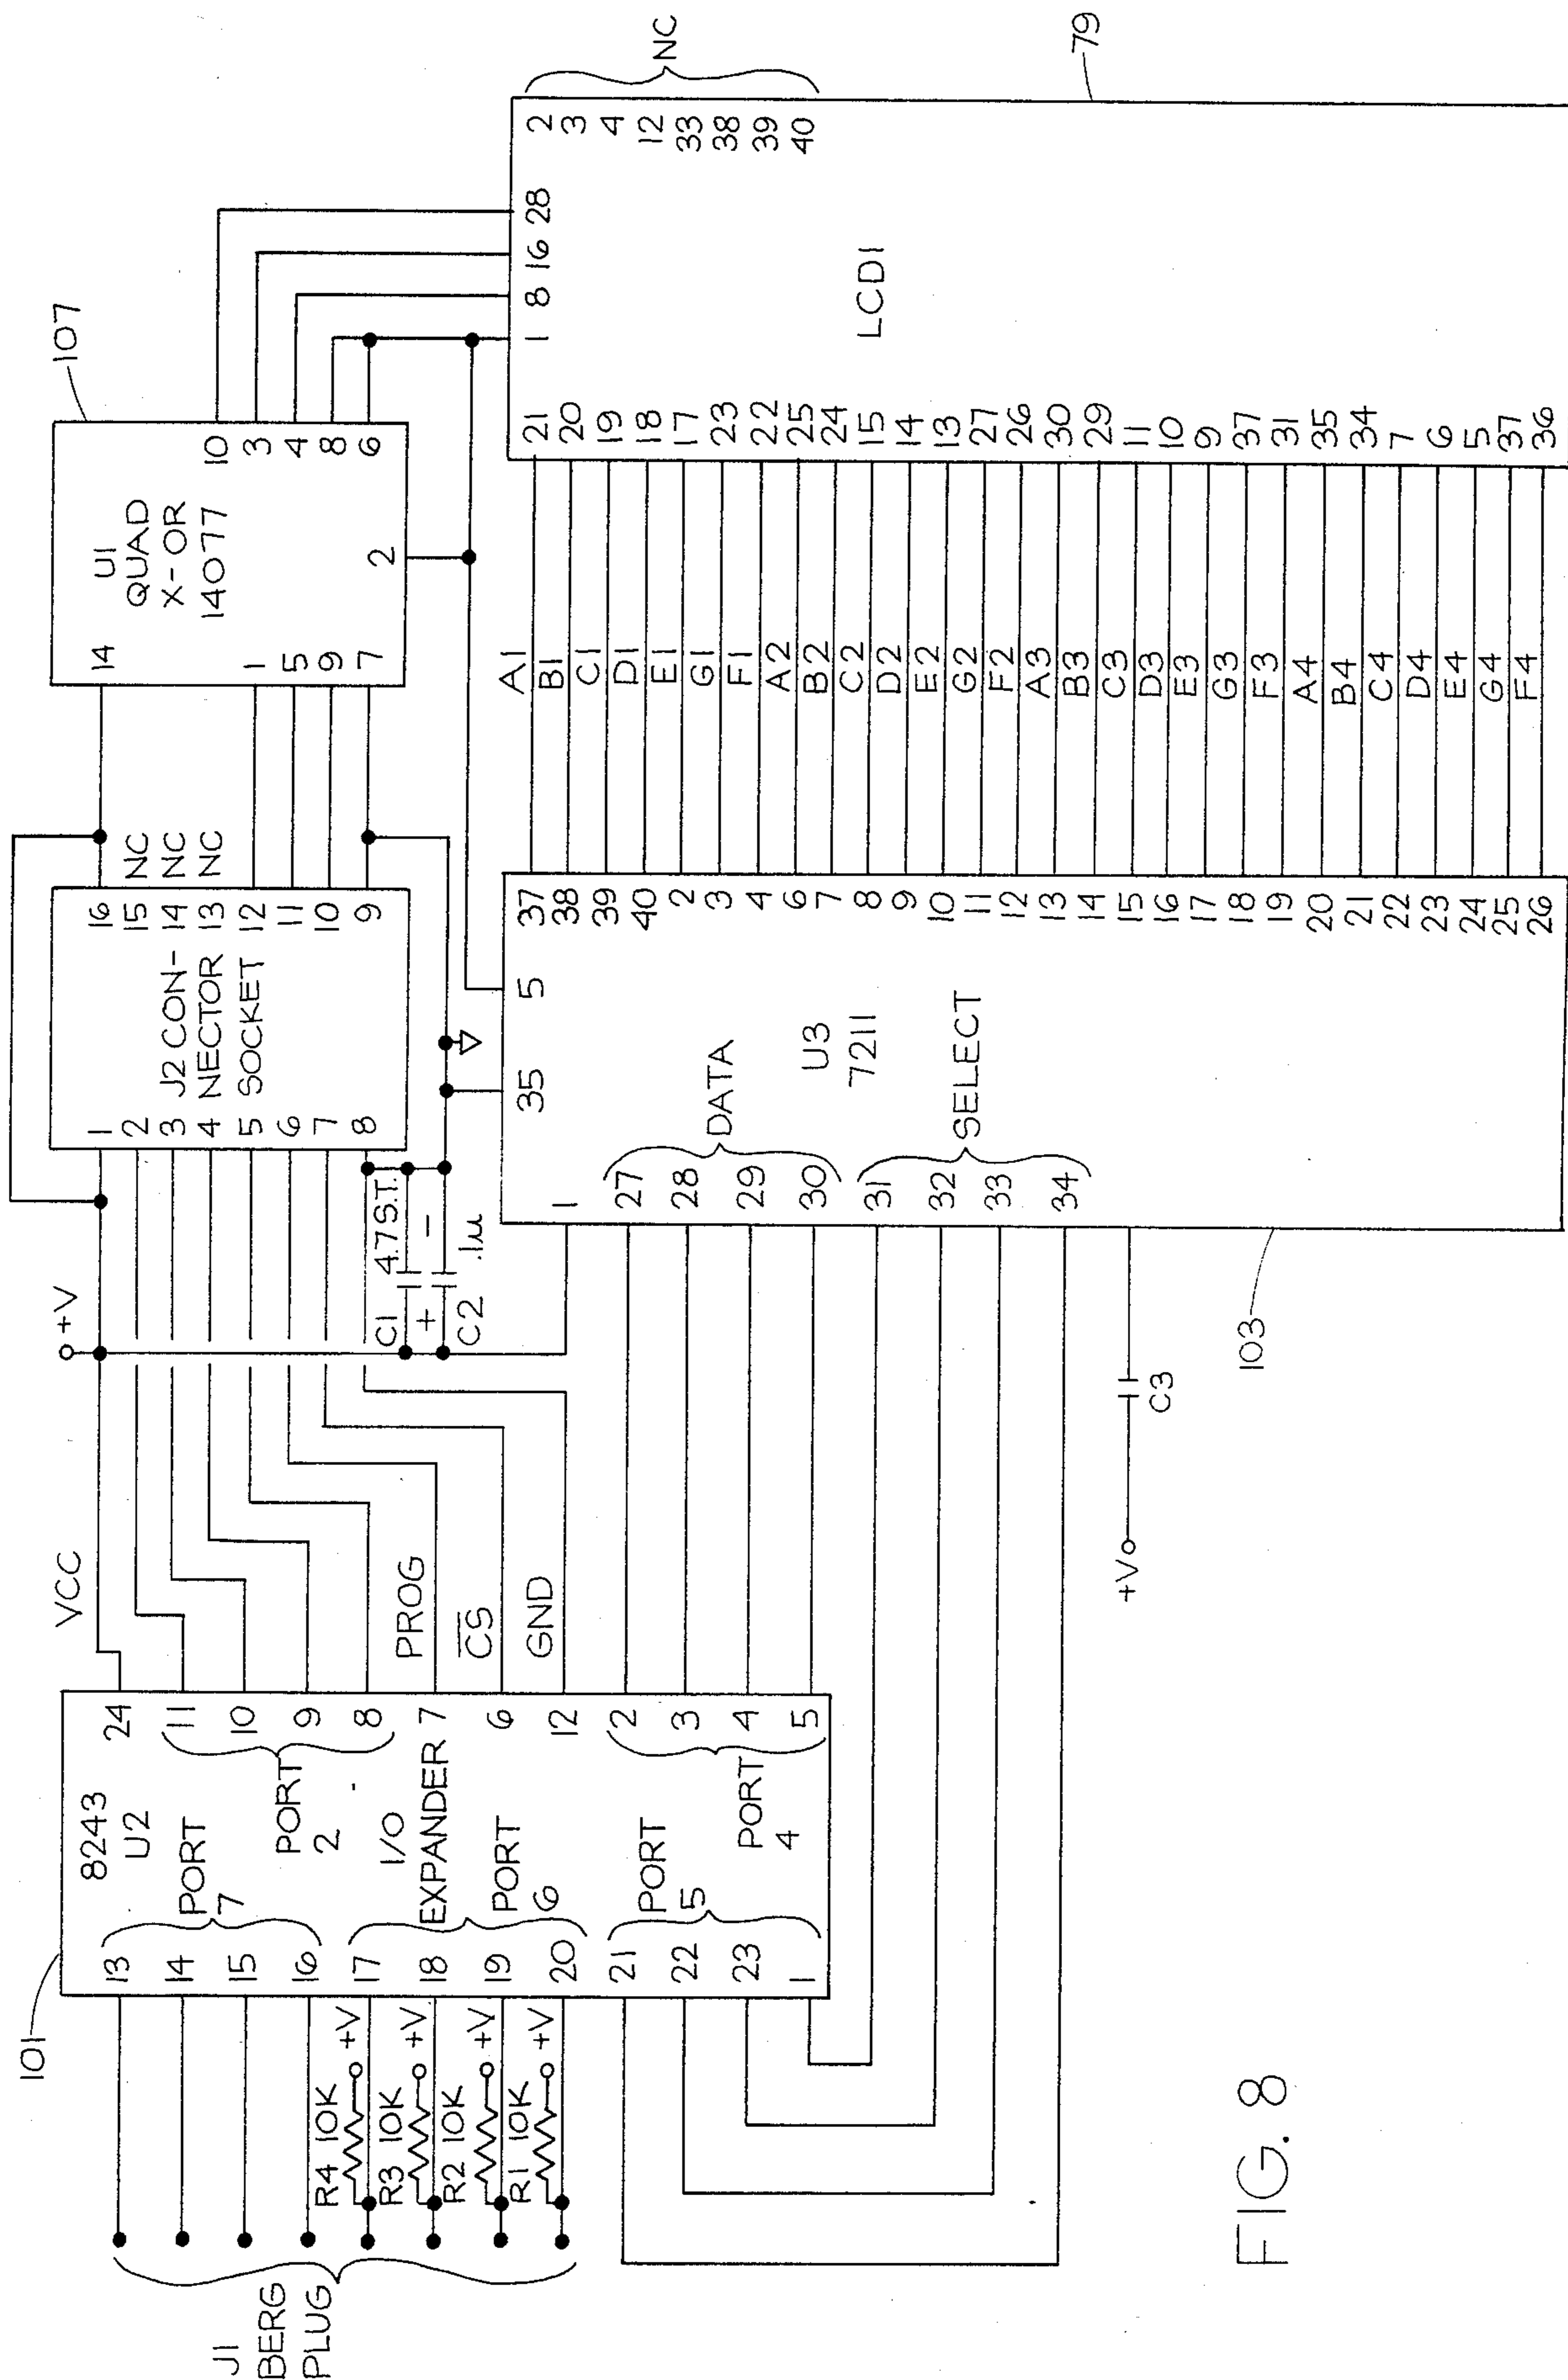 101
8243
U2
13
14
15
16
PORT
7
24
11
10
9
8
PORT
2
I/O
EXPANDER
17
18
19
20
PORT
6
7
6
12
21
22
23
1
PORT
5
2
3
4
5
PORT
4
J1
BERG
PLUG
R4 10K +V
R3 10K +V
R2 10K +V
R1 10K +V
VCC
PROG
CS
GND
+V
C1 4.7 S.T.
+ -
C2 .1u
1
2
3
4
5
6
7
8
J2 CON-
NECTOR
SOCKET
16
15 NC
14 NC
13 NC
12
11
10
9
107
U1
QUAD
X-OR
14077
14
1
5
9
7
10
3
4
8
6
2
103
1
35
5
27
28
29
30
DATA
U3
7211
31
32
33
34
SELECT
+V
C3
37 A1 21
38 B1 20
39 C1 19
40 D1 18
2 E1 17
3 G1 23
4 F1 22
6 A2 25
7 B2 24
8 C2 15
9 D2 14
10 E2 13
11 G2 27
12 F2 26
13 A3 30
14 B3 29
15 C3 11
16 D3 10
17 E3 9
18 G3 37
19 F3 31
20 A4 35
21 B4 34
22 C4 7
23 D4 6
24 E4 5
25 G4 37
26 F4 36
1 8 16 28
LCD1
2
3
4
12
33
38
39
40
NC
79
FIG. 8